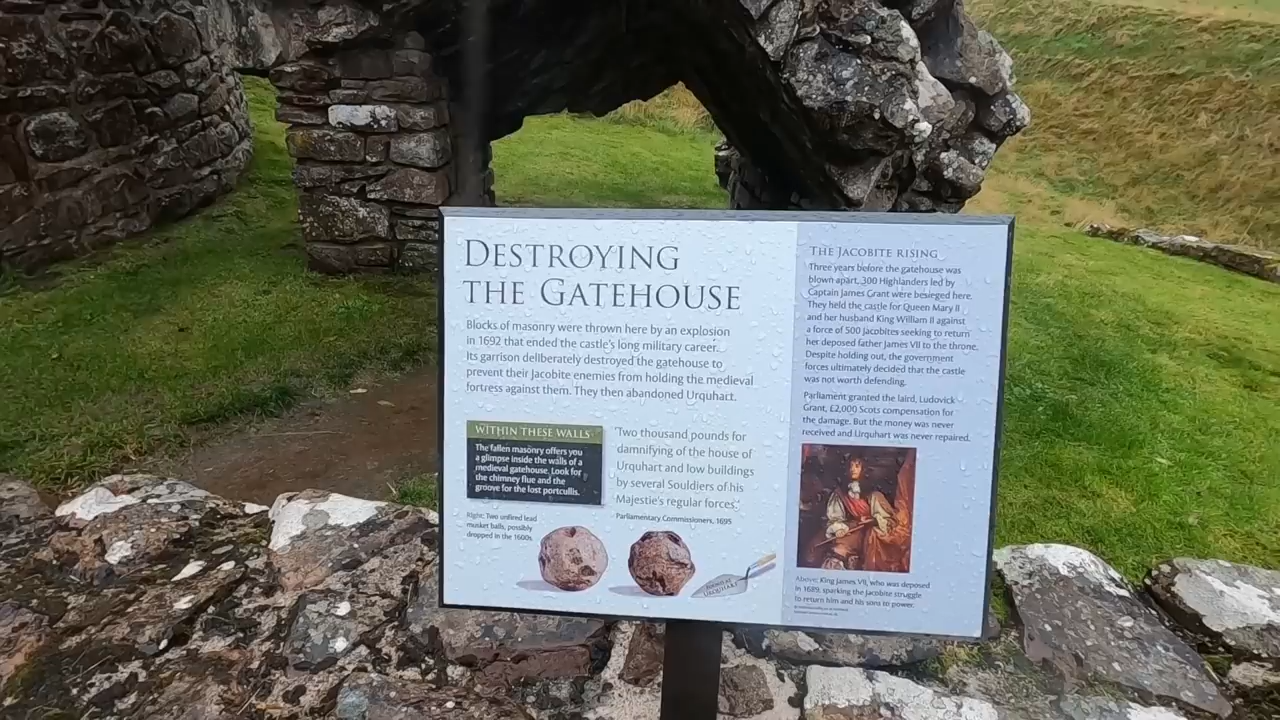 DESTROYING
THE GATEHOUSE
Blocks of masonry were thrown here by an explosion
in 1692 that ended the castle's long military career.
Its garrison deliberately destroyed the gatehouse to
prevent their Jacobite enemies from holding the medieval
fortress against them. They then abandoned Urquhart.
WITHIN THESE WALLS
The fallen masonry offers you
a glimpse inside the walls of a
medieval gatehouse. Look for
the chimney flue and the
groove for the lost portcullis.
'Two thousand pounds for
damnifying of the house of
Urquhart and low buildings
by several Souldiers of his
Majestie's regular forces.'
Parliamentary Commissioners, 1695
Right: Two unfired lead
musket balls, possibly
dropped in the 1600s.
URQUHART
THE JACOBITE RISING
Three years before the gatehouse was
blown apart, 300 Highlanders led by
Captain James Grant were besieged here.
They held the castle for Queen Mary II
and her husband King William II against
a force of 500 Jacobites seeking to return
her deposed father James VII to the throne.
Despite holding out, the government
forces ultimately decided that the castle
was not worth defending.
Parliament granted the laird, Ludovick
Grant, £2,000 Scots compensation for
the damage. But the money was never
received and Urquhart was never repaired.
Above: King James VII, who was deposed
in 1689, sparking the Jacobite struggle
to return him and his sons to power.